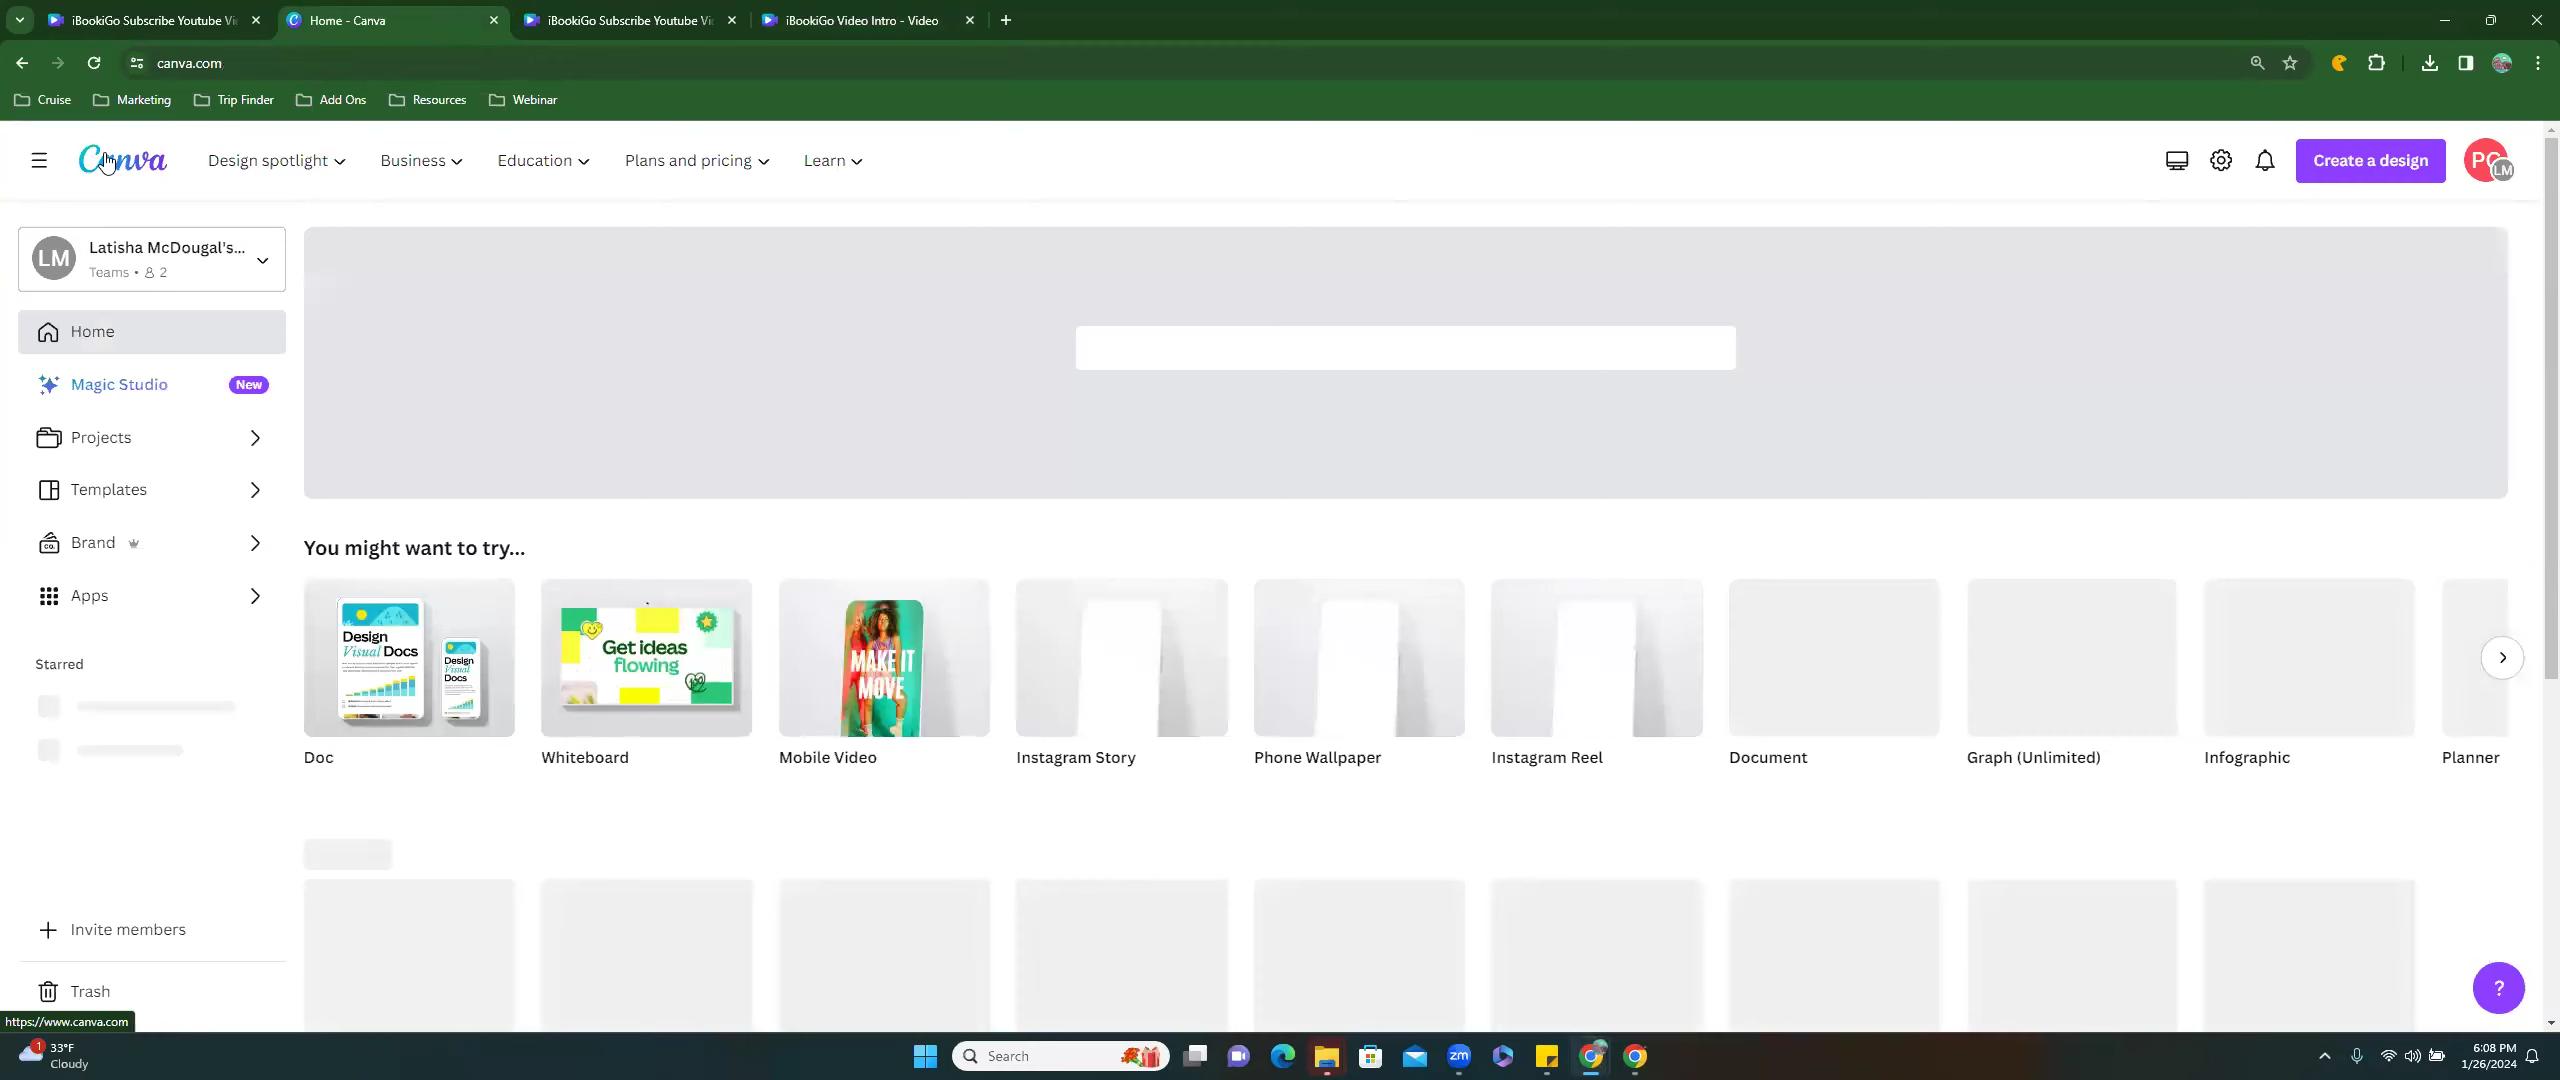 iBookiGo Subscribe Youtube Vi
Home - Canva
iBookiGo Subscribe Youtube Vi
iBookiGo Video Intro - Video
canva.com
Cruise
Marketing
Trip Finder
Add Ons
Resources
Webinar
Canva
Design spotlight
Business
Education
Plans and pricing
Learn
Create a design
PC
LM
LM
Latisha McDougal's...
Teams • 2
Home
Magic Studio
New
Projects
Templates
Brand
CO.
Apps
Starred
Invite members
Trash
https://www.canva.com
You might want to try...
Design
Visual Docs
Design
Visual
Docs
Get ideas
flowing
MAKE IT
MOVE
Doc
Whiteboard
Mobile Video
Instagram Story
Phone Wallpaper
Instagram Reel
Document
Graph (Unlimited)
Infographic
Planner
?
1
33°F
Cloudy
Search
zm
6:08 PM
1/26/2024